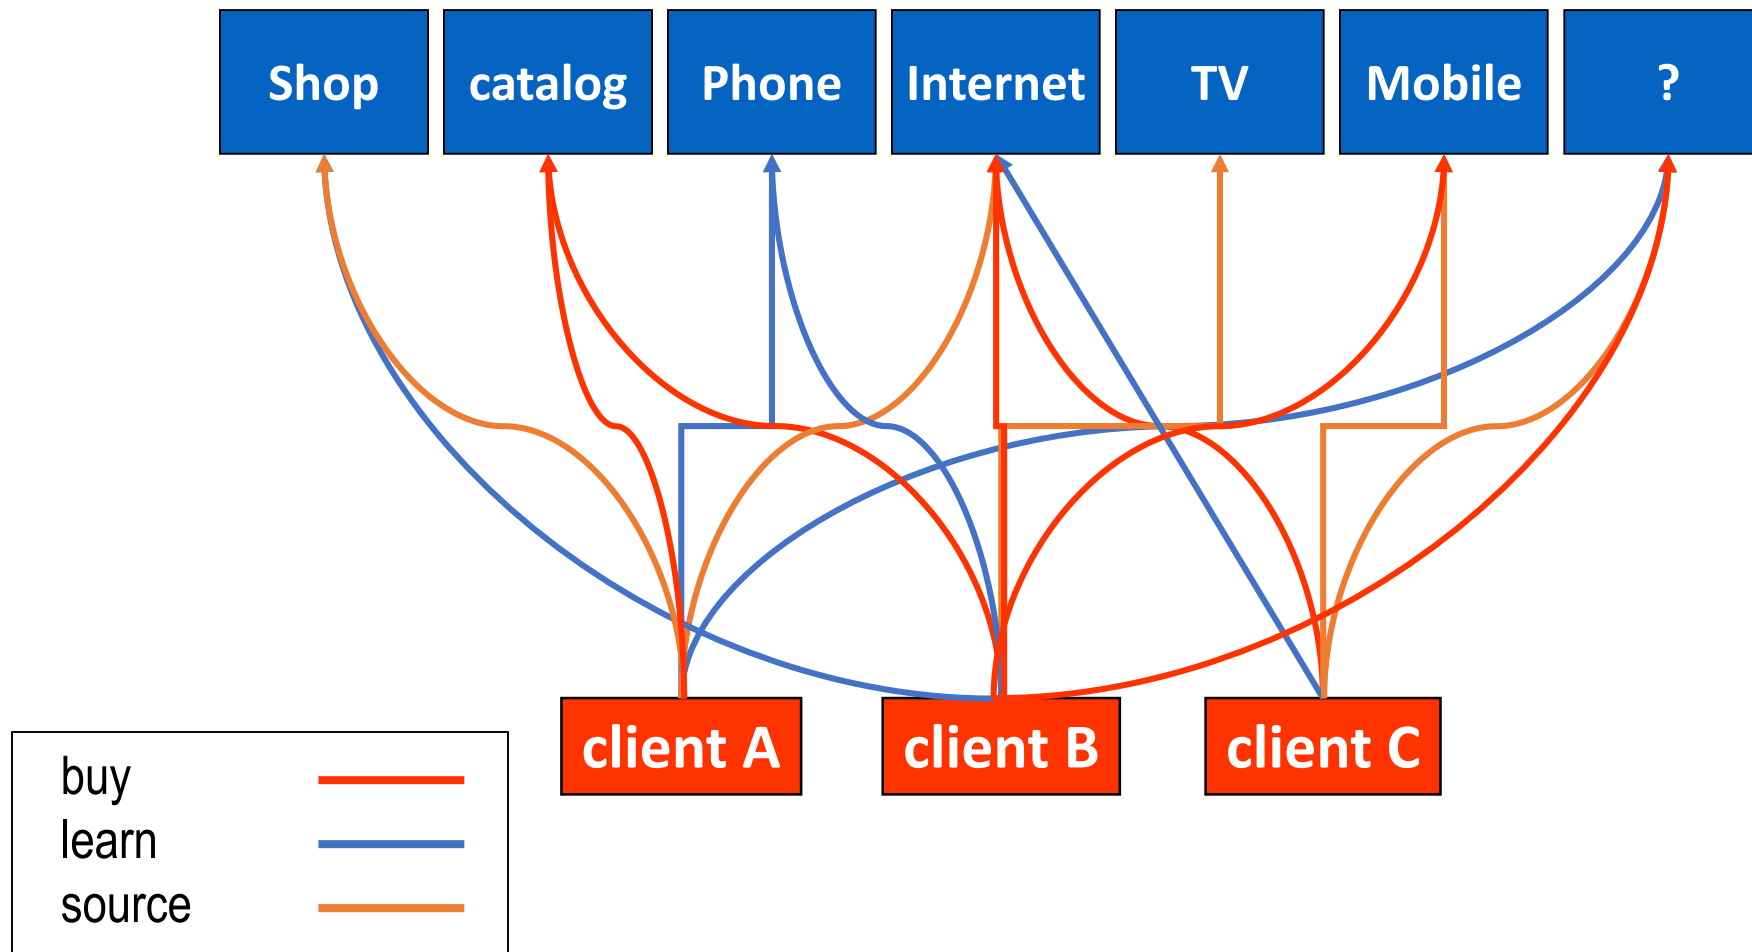 Shop
catalog
Phone
Internet
TV
Mobile
?
client A
client B
client C
buy
learn
source